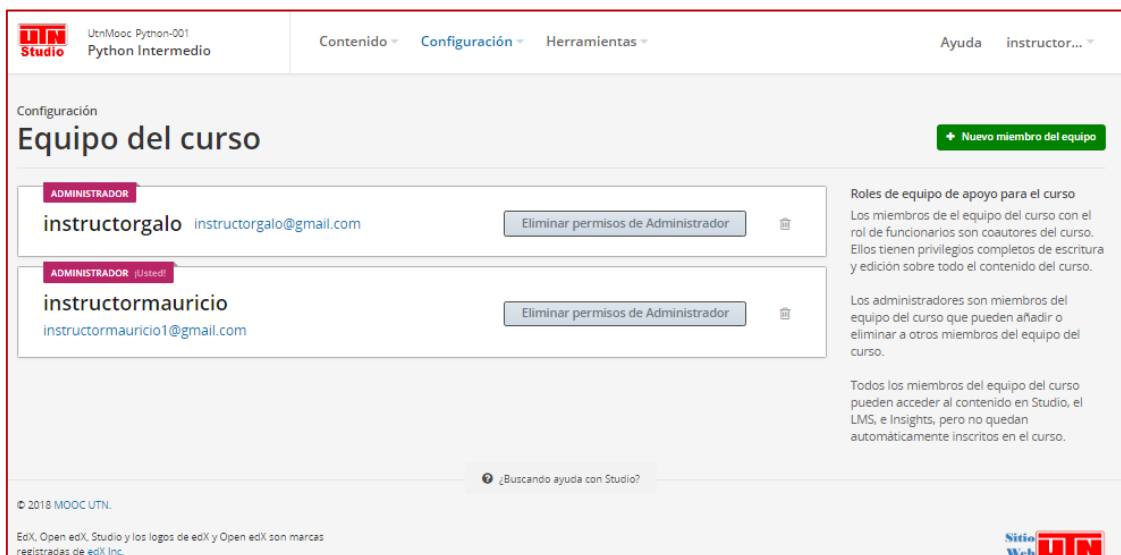 UTN
Studio
UtnMooc Python-001
Python Intermedio
Contenido
Configuración
Herramientas
Ayuda
instructor...
Configuración
Equipo del curso
+ Nuevo miembro del equipo
ADMINISTRADOR
instructorgalo instructorgalo@gmail.com
Eliminar permisos de Administrador
ADMINISTRADOR ¡Usted!
instructormauricio
instructormauricio1@gmail.com
Eliminar permisos de Administrador
Roles de equipo de apoyo para el curso
Los miembros de el equipo del curso con el
rol de funcionarios son coautores del curso.
Ellos tienen privilegios completos de escritura
y edición sobre todo el contenido del curso.
Los administradores son miembros del
equipo del curso que pueden añadir o
eliminar a otros miembros del equipo del
curso.
Todos los miembros del equipo del curso
pueden acceder al contenido en Studio, el
LMS, e Insights, pero no quedan
automáticamente inscritos en el curso.
¿Buscando ayuda con Studio?
© 2018 MOOC UTN.
EdX, Open edX, Studio y los logos de edX y Open edX son marcas
registradas de edX Inc.
Sitio
Web
UTN